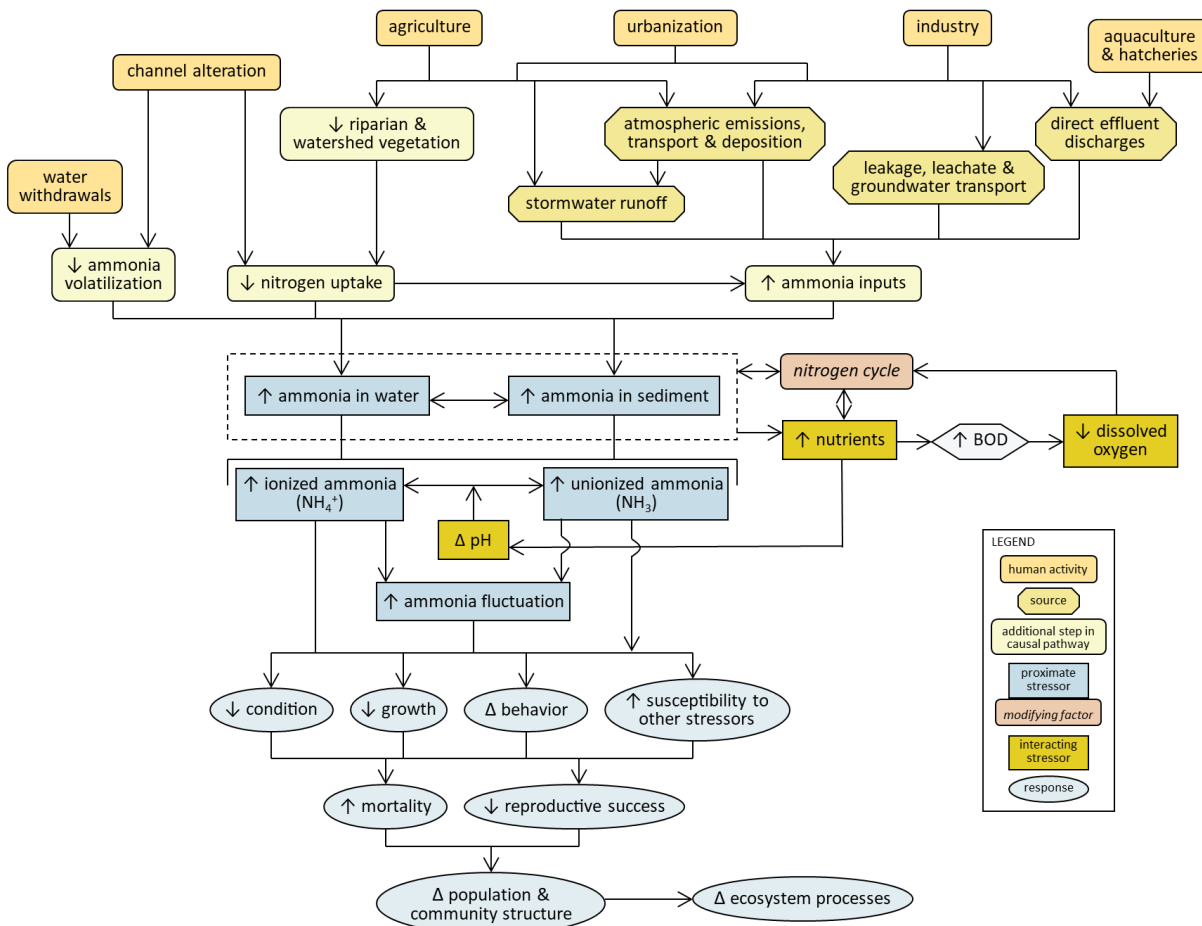 agriculture
urbanization
industry
aquaculture
& hatcheries
channel alteration
↓ riparian &
watershed vegetation
atmospheric emissions,
transport & deposition
direct effluent
discharges
leakage, leachate &
groundwater transport
water
withdrawals
stormwater runoff
↓ ammonia
volatilization
↓ nitrogen uptake
↑ ammonia inputs
nitrogen cycle
↑ ammonia in water
↑ ammonia in sediment
↑ nutrients
↑ BOD
↓ dissolved
oxygen
↑ ionized ammonia
(NH₄⁺)
↑ unionized ammonia
(NH₃)
Δ pH
↑ ammonia fluctuation
↓ condition
↓ growth
Δ behavior
↑ susceptibility to
other stressors
↑ mortality
↓ reproductive success
Δ population &
community structure
Δ ecosystem processes
LEGEND
human activity
source
additional step in
causal pathway
proximate
stressor
modifying factor
interacting
stressor
response